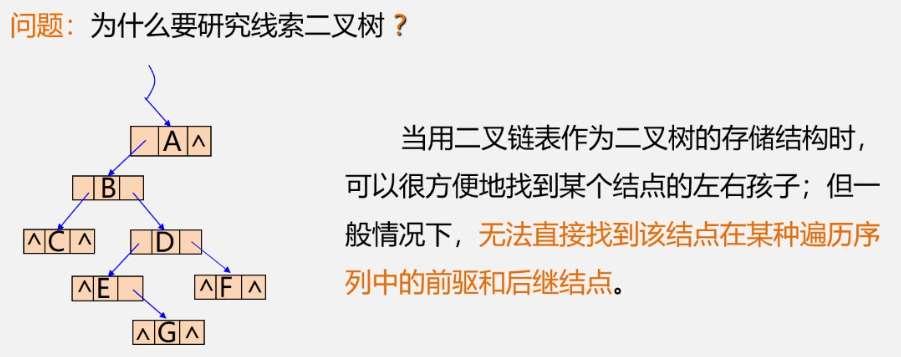 问题：为什么要研究线索二叉树？
A ^
B
^ C ^
D
^ E
^ F ^
^ G ^
当用二叉链表作为二叉树的存储结构时，
可以很方便地找到某个结点的左右孩子；但一
般情况下，无法直接找到该结点在某种遍历序
列中的前驱和后继结点。